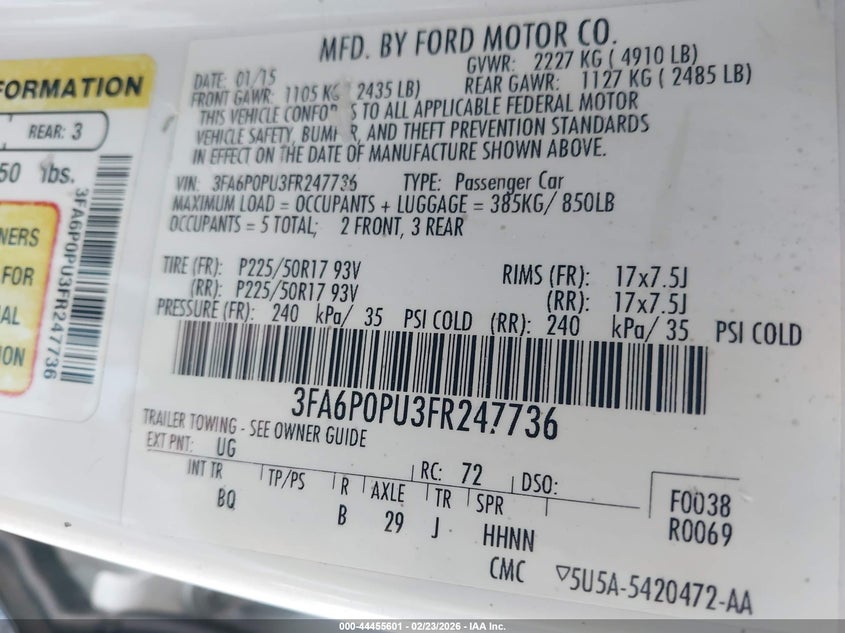 FORMATION
REAR: 3
50 lbs.
NERS
FOR
AL
ION
3FA6P0PU3FR247736
MFD. BY FORD MOTOR CO.
DATE: 01/15 GVWR: 2227 KG ( 4910 LB)
FRONT GAWR: 1105 KG 2435 LB) REAR GAWR: 1127 KG ( 2485 LB)
THIS VEHICLE CONFO S TO ALL APPLICABLE FEDERAL MOTOR
VEHICLE SAFETY, BUM R, AND THEFT PREVENTION STANDARDS
IN EFFECT ON THE DATE OF MANUFACTURE SHOWN ABOVE.
VIN: 3FA6P0PU3FR247736 TYPE: Passenger Car
MAXIMUM LOAD = OCCUPANTS + LUGGAGE = 385KG/ 850LB
OCCUPANTS = 5 TOTAL; 2 FRONT, 3 REAR
TIRE (FR): P225/50R17 93V RIMS (FR): 17x7.5J
(RR): P225/50R17 93V (RR): 17x7.5J
PRESSURE (FR): 240 kPa/ 35 PSI COLD (RR): 240 kPa/ 35 PSI COLD
3FA6P0PU3FR247736
TRAILER TOWING - SEE OWNER GUIDE
EXT PNT: UG RC: 72 DSO:
INT TR TP/PS R AXLE TR SPR F0038
BQ B 29 J HHNN R0069
CMC 5U5A-5420472-AA
000-44455601 - 02/23/2026 - IAA Inc.